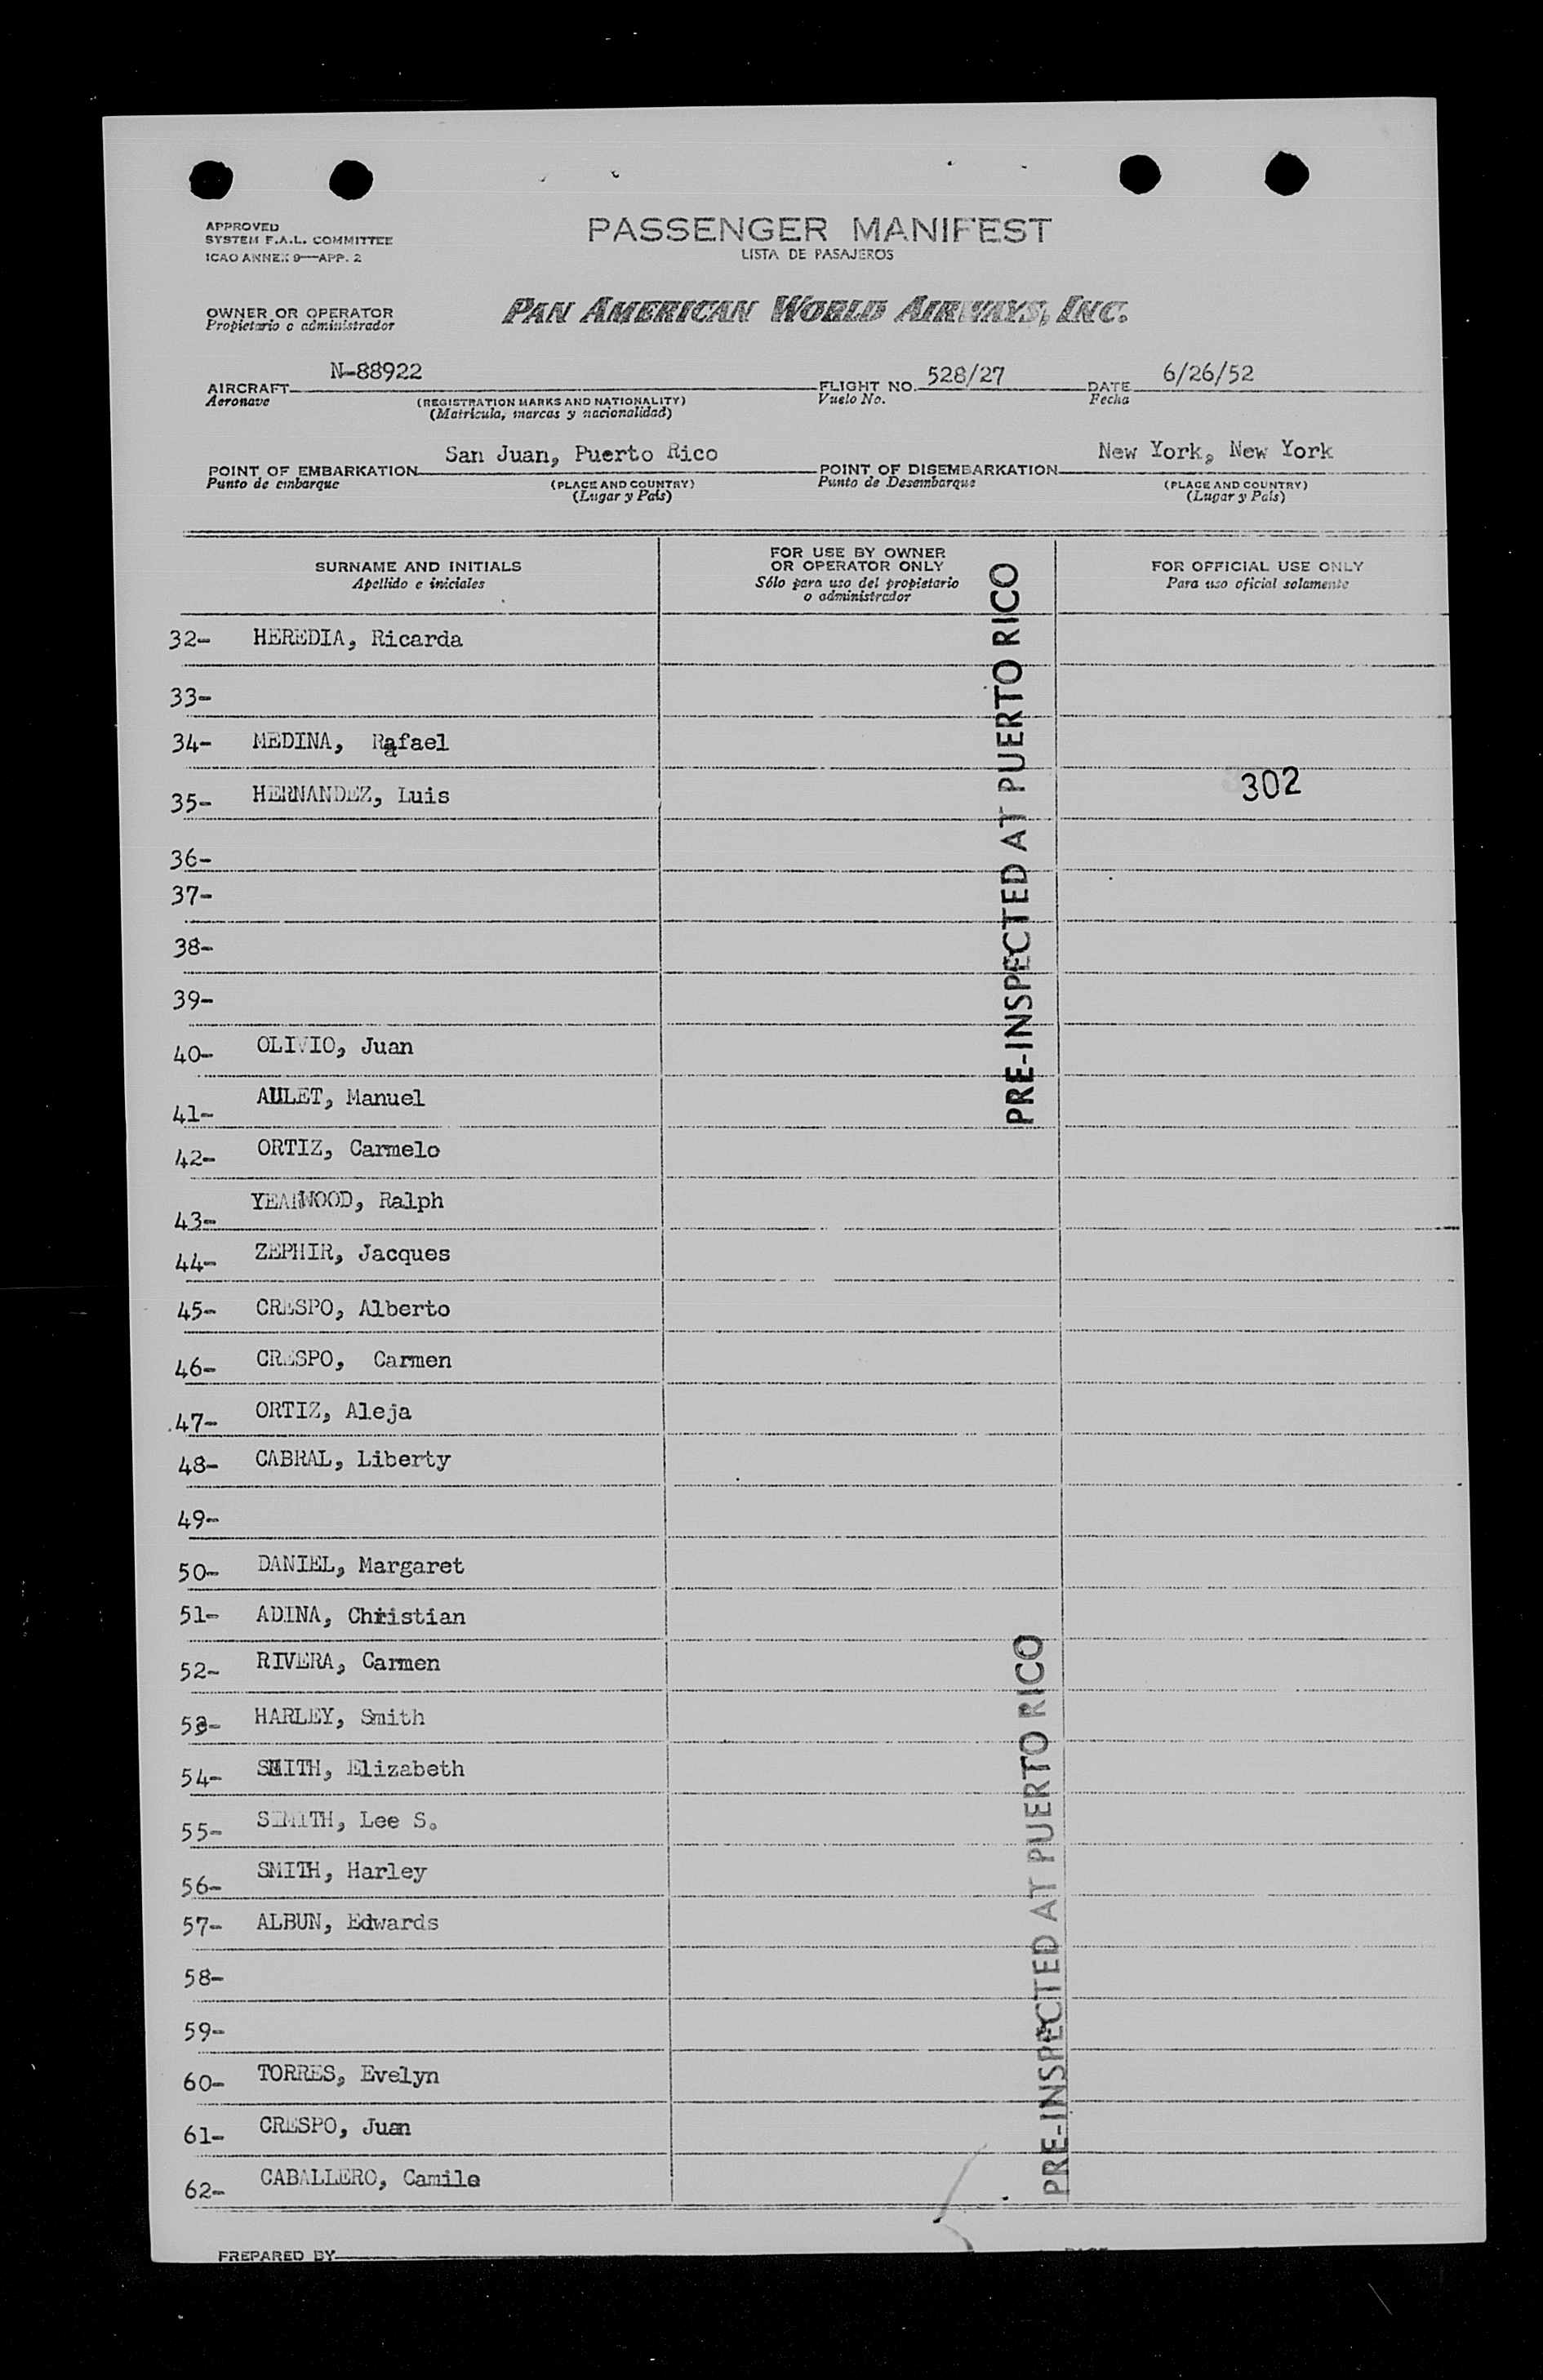 APPROVED
SYSTEM F.A.L. COMMITTEE
ICAO ANNEX 9—APP. 2
PASSENGER MANIFEST
LISTA DE PASAJEROS
OWNER OR OPERATOR
Propietario o administrador
PAN AMERICAN WORLD AIRWAYS, INC.
AIRCRAFT N-88922 FLIGHT NO. 528/27 DATE 6/26/52
Aeronave (REGISTRATION MARKS AND NATIONALITY) Vuelo No. Fecha
(Matrícula, marcas y nacionalidad)
POINT OF EMBARKATION San Juan, Puerto Rico POINT OF DISEMBARKATION New York, New York
Punto de embarque (PLACE AND COUNTRY) Punto de Desembarque (PLACE AND COUNTRY)
(Lugar y País) (Lugar y País)
SURNAME AND INITIALS
Apellido e iniciales
FOR USE BY OWNER
OR OPERATOR ONLY
Sólo para uso del propietario
o administrador
FOR OFFICIAL USE ONLY
Para uso oficial solamente
32- HEREDIA, Ricarda
33-
34- MEDINA, Rafael
35- HERNANDEZ, Luis 302
36-
37-
38-
39-
40- OLIVIO, Juan
41- AULET, Manuel
42- ORTIZ, Carmelo
43- YEARWOOD, Ralph
44- ZEPHIR, Jacques
45- CRESPO, Alberto
46- CRESPO, Carmen
47- ORTIZ, Aleja
48- CABRAL, Liberty
49-
50- DANIEL, Margaret
51- ADINA, Christian
52- RIVERA, Carmen
53- HARLEY, Smith
54- SMITH, Elizabeth
55- SMITH, Lee S.
56- SMITH, Harley
57- ALBUN, Edwards
58-
59-
60- TORRES, Evelyn
61- CRESPO, Juan
62- CABALLERO, Camilo
PRE-INSPECTED AT PUERTO RICO
PRE-INSPECTED AT PUERTO RICO
PREPARED BY